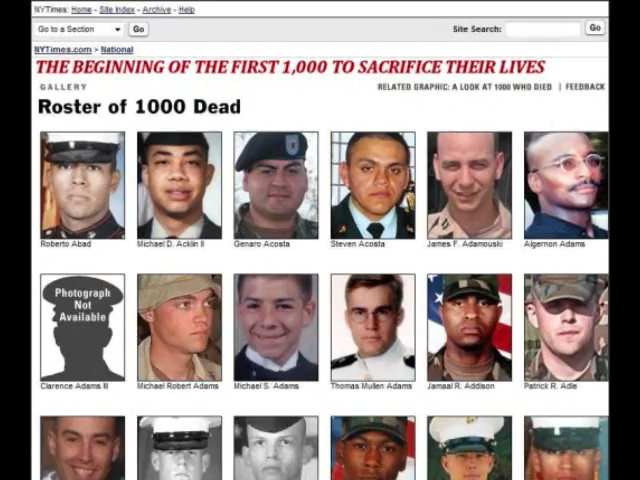 NYTimes: Home - Site Index - Archive - Help
Go to a Section Go Site Search: Go
NYTimes.com > National
THE BEGINNING OF THE FIRST 1,000 TO SACRIFICE THEIR LIVES
GALLERY RELATED GRAPHIC: A LOOK AT 1000 WHO DIED | FEEDBACK
Roster of 1000 Dead
Roberto Abad Michael D. Acklin II Genaro Acosta Steven Acosta James F. Adamouski Algernon Adams
Photograph
Not
Available
Clarence Adams III Michael Robert Adams Michael S. Adams Thomas Mullen Adams Jamaal R. Addison Patrick R. Adle